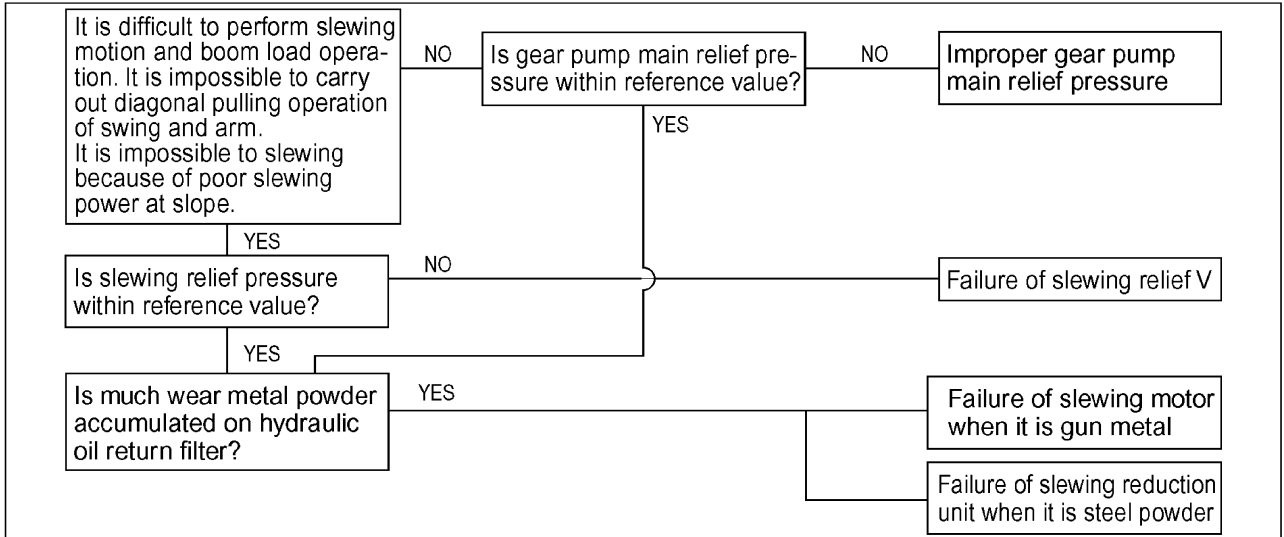 It is difficult to perform slewing
motion and boom load opera-
tion. It is impossible to carry
out diagonal pulling operation
of swing and arm.
It is impossible to slewing
because of poor slewing
power at slope.
NO
Is gear pump main relief pre-
ssure within reference value?
NO
Improper gear pump
main relief pressure
YES
YES
Is slewing relief pressure
within reference value?
NO
Failure of slewing relief V
YES
Is much wear metal powder
accumulated on hydraulic
oil return filter?
YES
Failure of slewing motor
when it is gun metal
Failure of slewing reduction
unit when it is steel powder